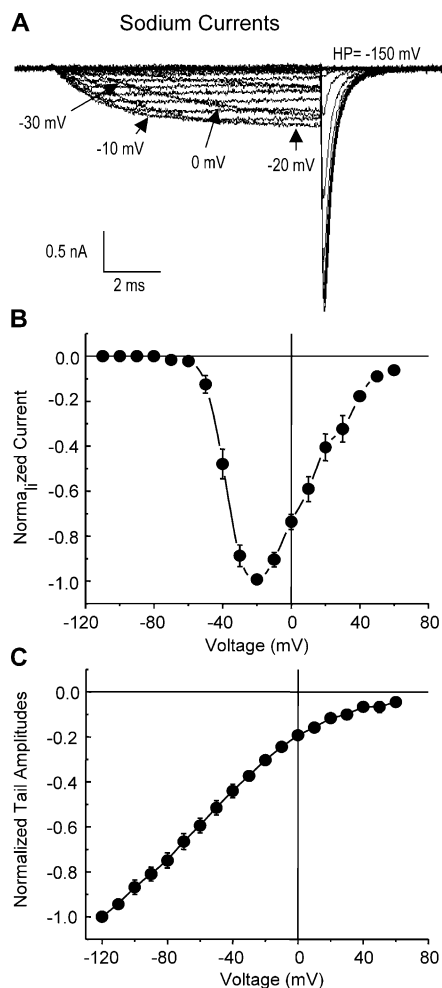 A
Sodium Currents
HP= -150 mV
-30 mV
-10 mV
0 mV
-20 mV
0.5 nA
2 ms
B
0.0
-0.2
-0.4
-0.6
-0.8
-1.0
Normalized Current
-120
-80
-40
0
40
80
Voltage (mV)
C
0.0
-0.2
-0.4
-0.6
-0.8
-1.0
Normalized Tail Amplitudes
-120
-80
-40
0
40
80
Voltage (mV)